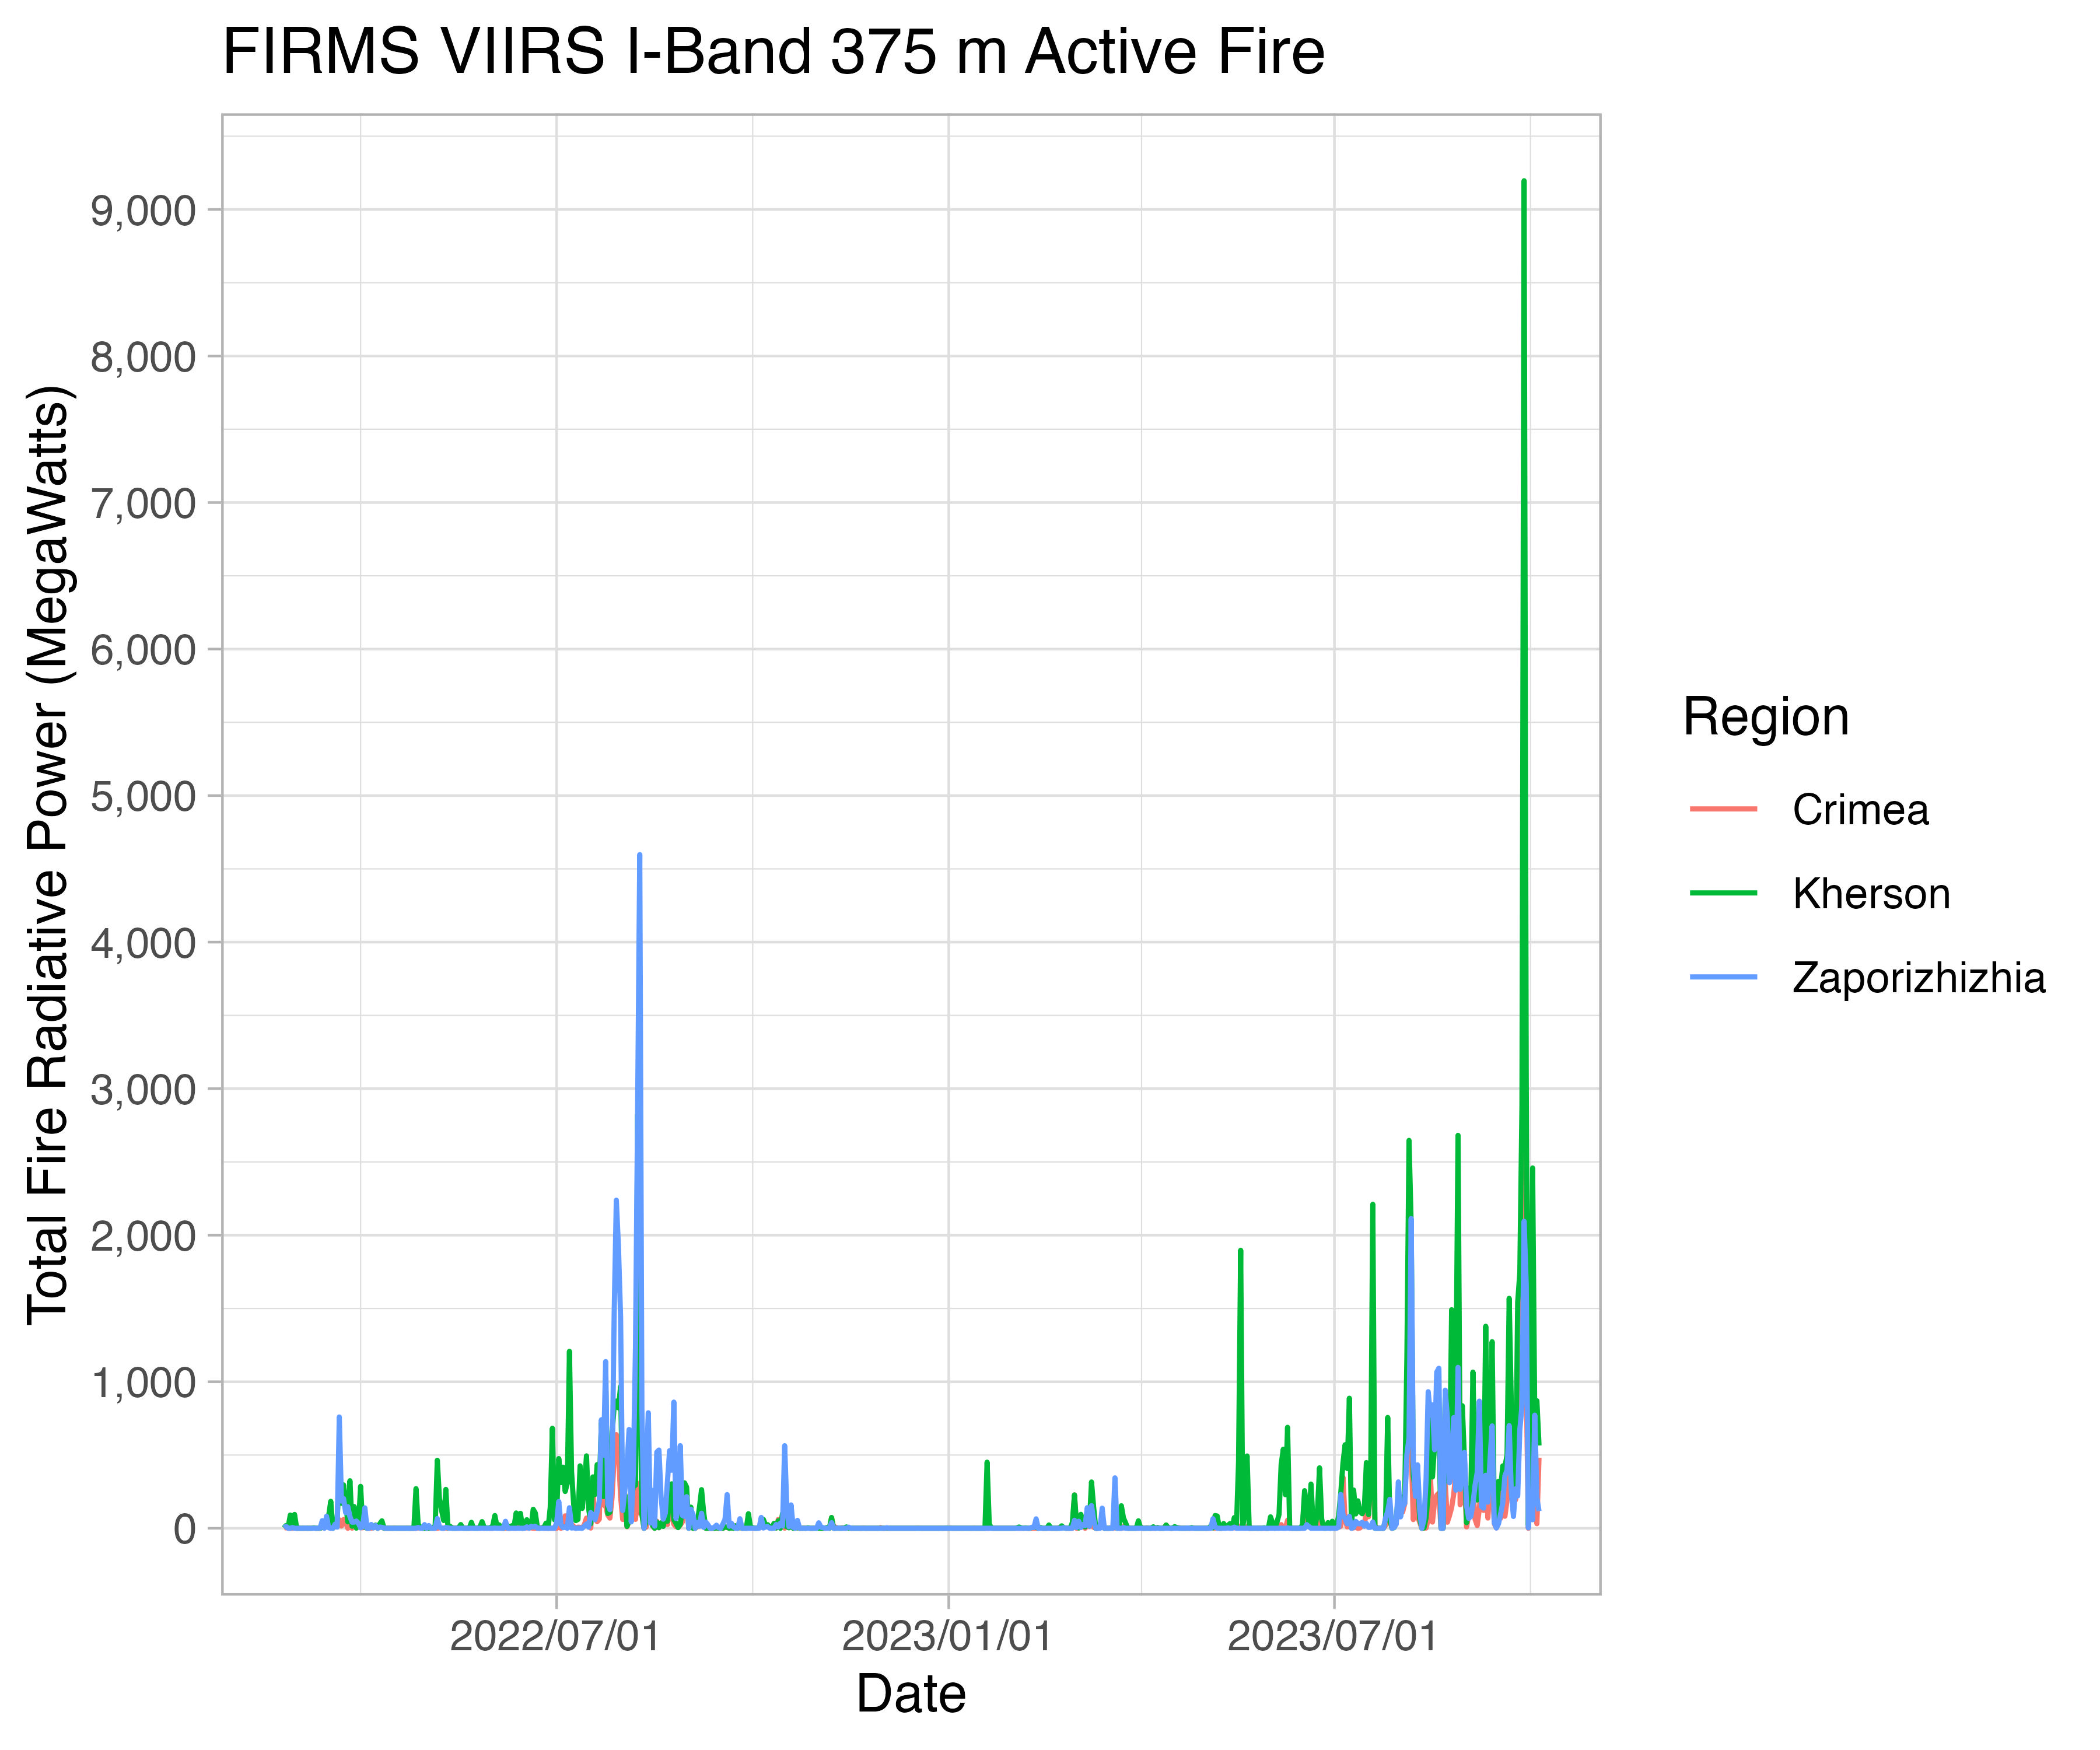 FIRMS VIIRS I-Band 375 m Active Fire
Total Fire Radiative Power (MegaWatts)
9,000
8,000
7,000
6,000
5,000
4,000
3,000
2,000
1,000
0
2022/07/01
2023/01/01
2023/07/01
Date
Region
Crimea
Kherson
Zaporizhizhia